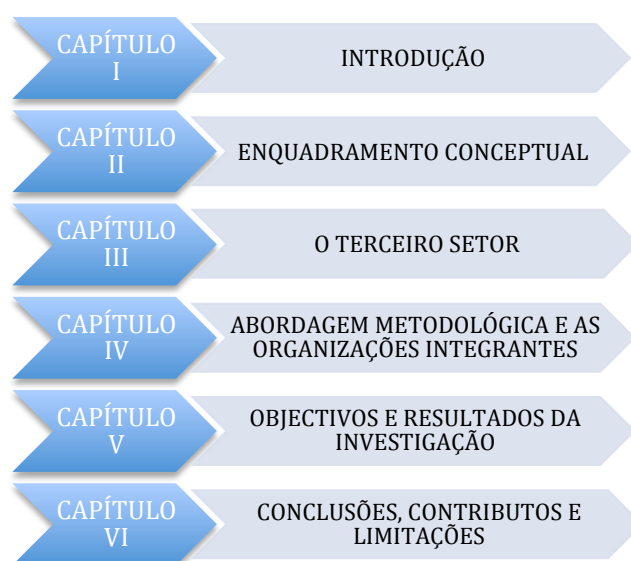 CAPÍTULO
I
INTRODUÇÃO
CAPÍTULO
II
ENQUADRAMENTO CONCEPTUAL
CAPÍTULO
III
O TERCEIRO SETOR
CAPÍTULO
IV
ABORDAGEM METODOLÓGICA E AS
ORGANIZAÇÕES INTEGRANTES
CAPÍTULO
V
OBJECTIVOS E RESULTADOS DA
INVESTIGAÇÃO
CAPÍTULO
VI
CONCLUSÕES, CONTRIBUTOS E
LIMITAÇÕES